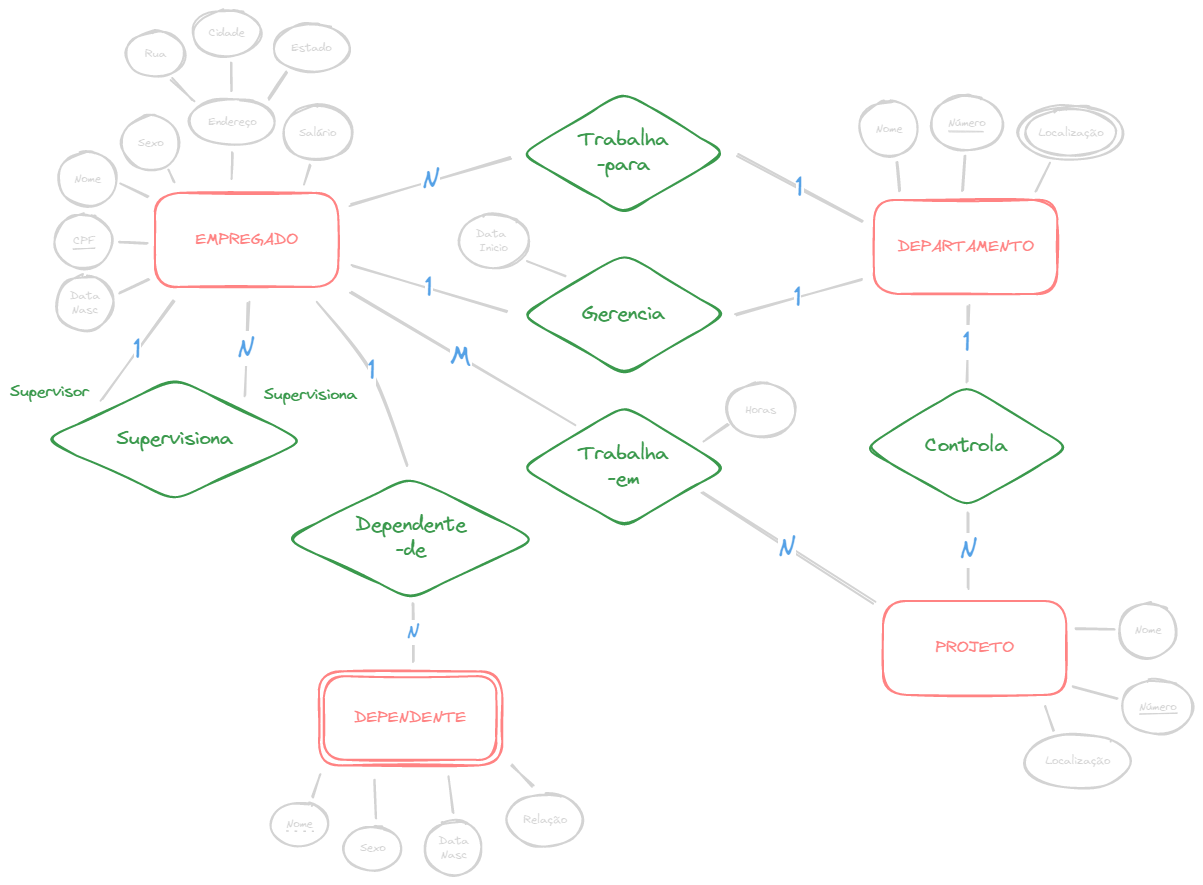 Rua
Cidade
Estado
Endereço
Sexo
Salário
Nome
CPF
Data
Nasc
EMPREGADO
N
Trabalha
-para
1
Nome
Número
Localização
DEPARTAMENTO
Data
Início
1
Gerencia
1
1
N
Supervisor
Supervisiona
Supervisiona
1
M
Horas
Trabalha
-em
N
1
Controla
N
Dependente
-de
N
DEPENDENTE
Nome
Sexo
Data
Nasc
Relação
PROJETO
Nome
Número
Localização